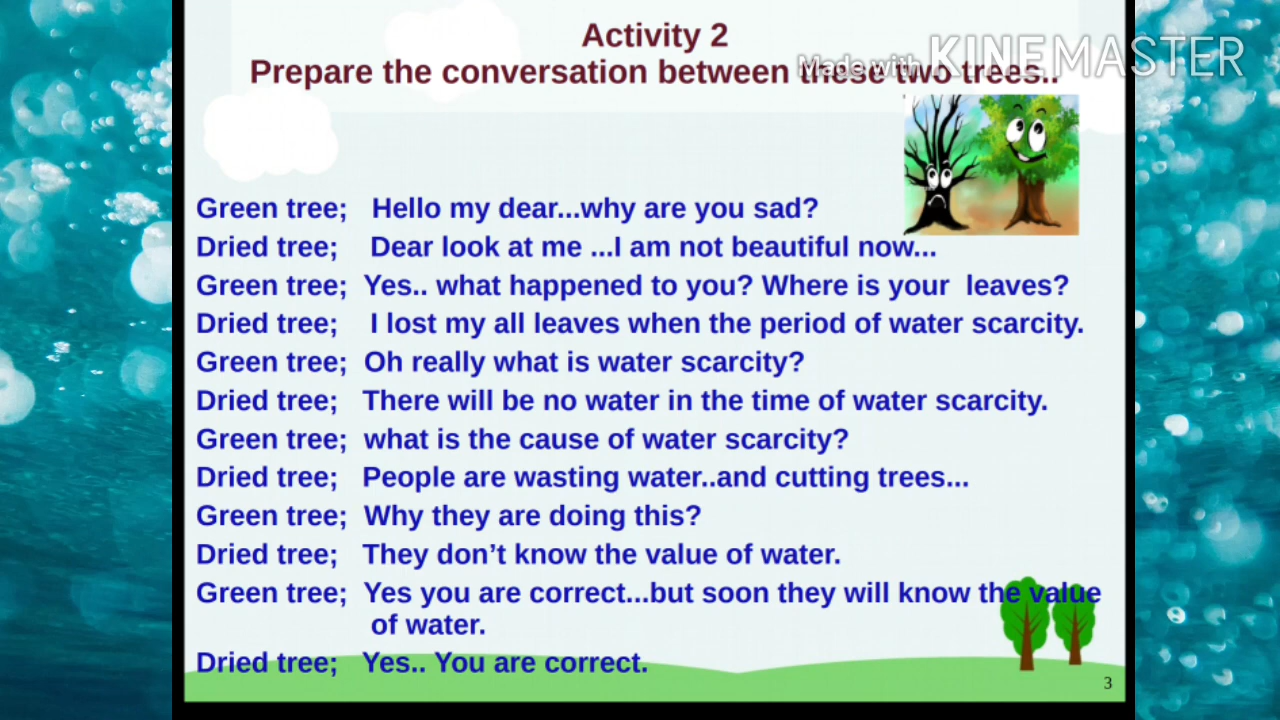 Activity 2
Prepare the conversation between these two trees..
Made with KINEMASTER
Green tree; Hello my dear...why are you sad?
Dried tree; Dear look at me ...I am not beautiful now...
Green tree; Yes.. what happened to you? Where is your leaves?
Dried tree; I lost my all leaves when the period of water scarcity.
Green tree; Oh really what is water scarcity?
Dried tree; There will be no water in the time of water scarcity.
Green tree; what is the cause of water scarcity?
Dried tree; People are wasting water..and cutting trees...
Green tree; Why they are doing this?
Dried tree; They don’t know the value of water.
Green tree; Yes you are correct...but soon they will know the value
of water.
Dried tree; Yes.. You are correct.
3